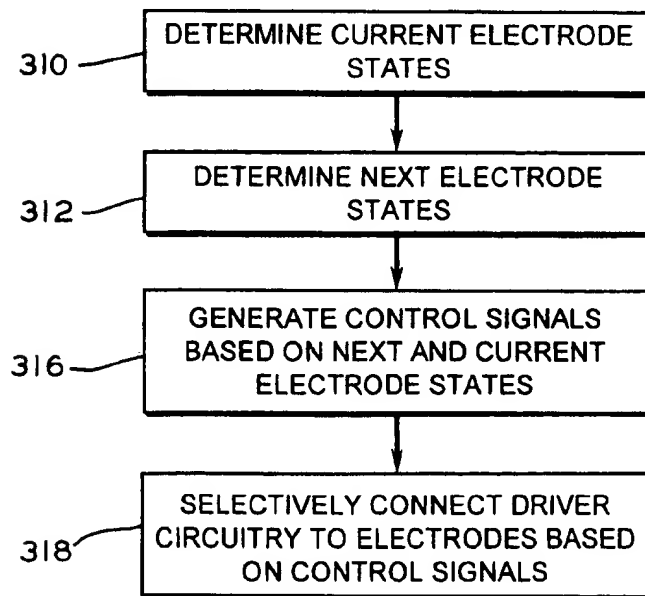 310
DETERMINE CURRENT ELECTRODE
STATES
312
DETERMINE NEXT ELECTRODE
STATES
316
GENERATE CONTROL SIGNALS
BASED ON NEXT AND CURRENT
ELECTRODE STATES
318
SELECTIVELY CONNECT DRIVER
CIRCUITRY TO ELECTRODES BASED
ON CONTROL SIGNALS